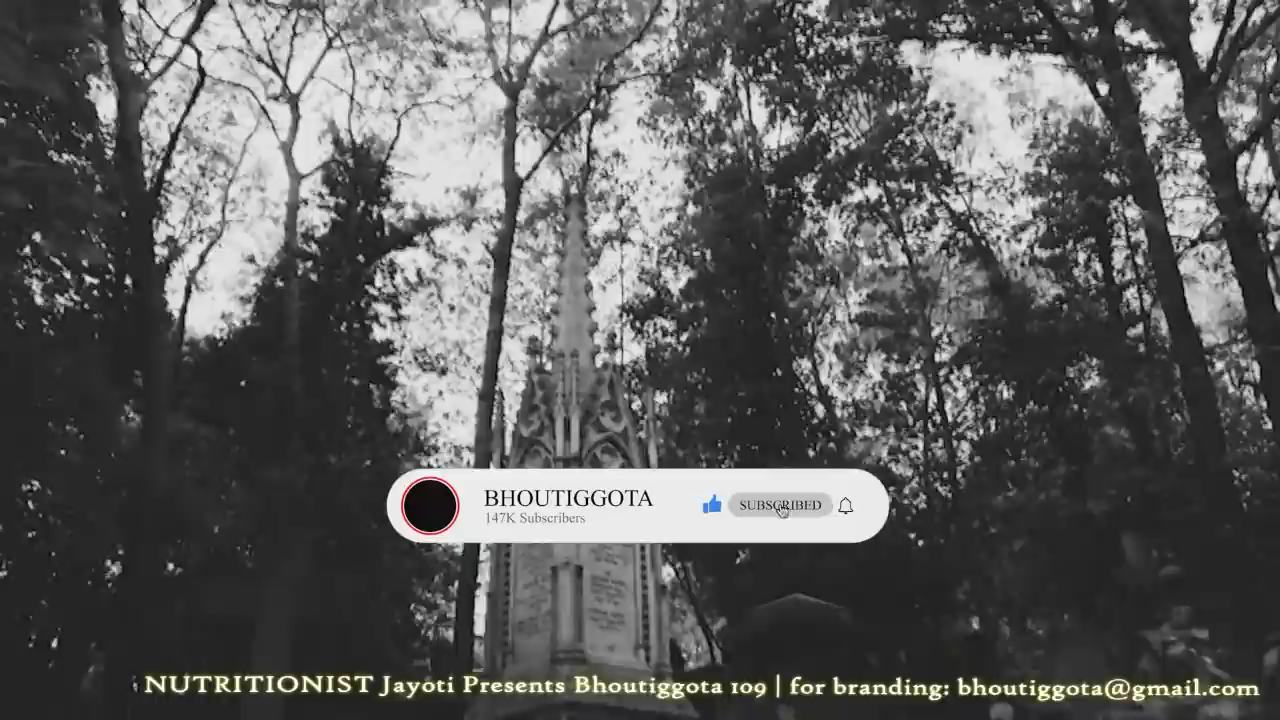 BHOUTIGGOTA
147K Subscribers
SUBSCRIBED
NUTRITIONIST Jayoti Presents Bhoutiggota 109 | for branding: bhoutiggota@gmail.com